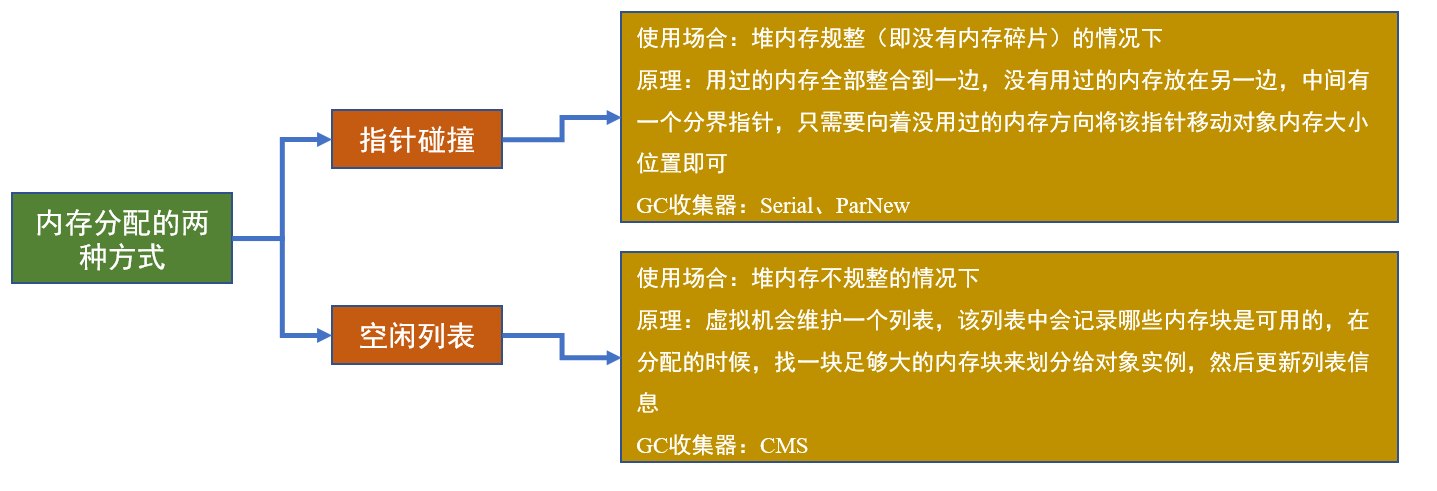 内存分配的两
种方式
指针碰撞
使用场合：堆内存规整（即没有内存碎片）的情况下
原理：用过的内存全部整合到一边，没有用过的内存放在另一边，中间有
一个分界指针，只需要向着没用过的内存方向将该指针移动对象内存大小
位置即可
GC收集器：Serial、ParNew
空闲列表
使用场合：堆内存不规整的情况下
原理：虚拟机会维护一个列表，该列表中会记录哪些内存块是可用的，在
分配的时候，找一块足够大的内存块来划分给对象实例，然后更新列表信
息
GC收集器：CMS